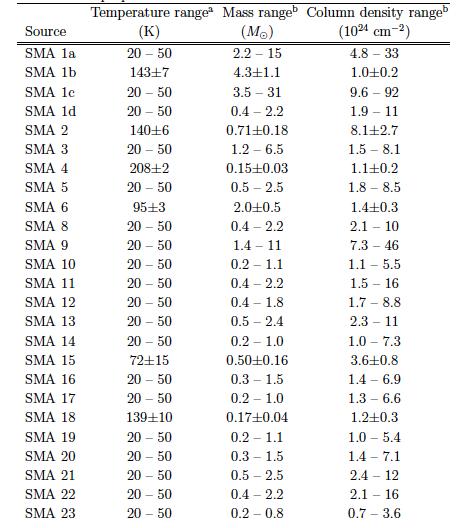 Temperature rangeᵃ Mass rangeᵇ Column density rangeᵇ
Source (K) (M⊙) (10²⁴ cm⁻²)
SMA 1a 20 – 50 2.2 – 15 4.8 – 33
SMA 1b 143±7 4.3±1.1 1.0±0.2
SMA 1c 20 – 50 3.5 – 31 9.6 – 92
SMA 1d 20 – 50 0.4 – 2.2 1.9 – 11
SMA 2 140±6 0.71±0.18 8.1±2.7
SMA 3 20 – 50 1.2 – 6.5 1.5 – 8.1
SMA 4 208±2 0.15±0.03 1.1±0.2
SMA 5 20 – 50 0.5 – 2.5 1.8 – 8.5
SMA 6 95±3 2.0±0.5 1.4±0.3
SMA 8 20 – 50 0.4 – 2.2 2.1 – 10
SMA 9 20 – 50 1.4 – 11 7.3 – 46
SMA 10 20 – 50 0.2 – 1.1 1.1 – 5.5
SMA 11 20 – 50 0.4 – 2.2 1.5 – 16
SMA 12 20 – 50 0.4 – 1.8 1.7 – 8.8
SMA 13 20 – 50 0.5 – 2.4 2.3 – 11
SMA 14 20 – 50 0.2 – 1.0 1.0 – 7.3
SMA 15 72±15 0.50±0.16 3.6±0.8
SMA 16 20 – 50 0.3 – 1.5 1.4 – 6.9
SMA 17 20 – 50 0.2 – 1.0 1.3 – 6.6
SMA 18 139±10 0.17±0.04 1.2±0.3
SMA 19 20 – 50 0.2 – 1.1 1.0 – 5.4
SMA 20 20 – 50 0.3 – 1.5 1.4 – 7.1
SMA 21 20 – 50 0.5 – 2.5 2.4 – 12
SMA 22 20 – 50 0.4 – 2.2 2.1 – 16
SMA 23 20 – 50 0.2 – 0.8 0.7 – 3.6